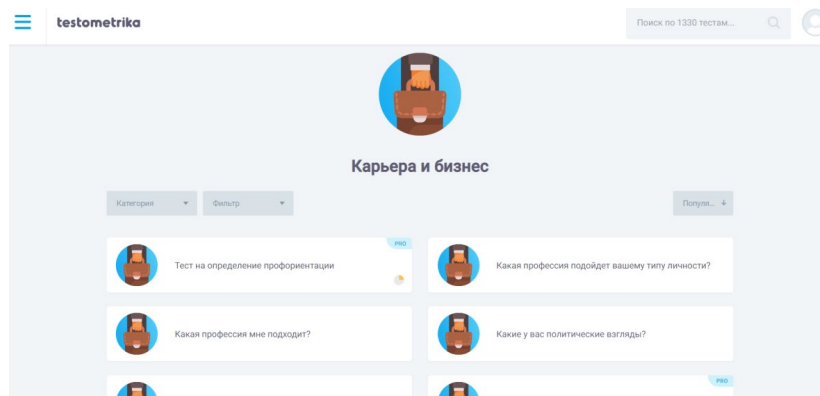 testometrika
Поиск по 1330 тестам...
Карьера и бизнес
Категория
Фильтр
Популя...
PRO
Тест на определение профориентации
Какая профессия подойдет вашему типу личности?
Какая профессия мне подходит?
Какие у вас политические взгляды?
PRO